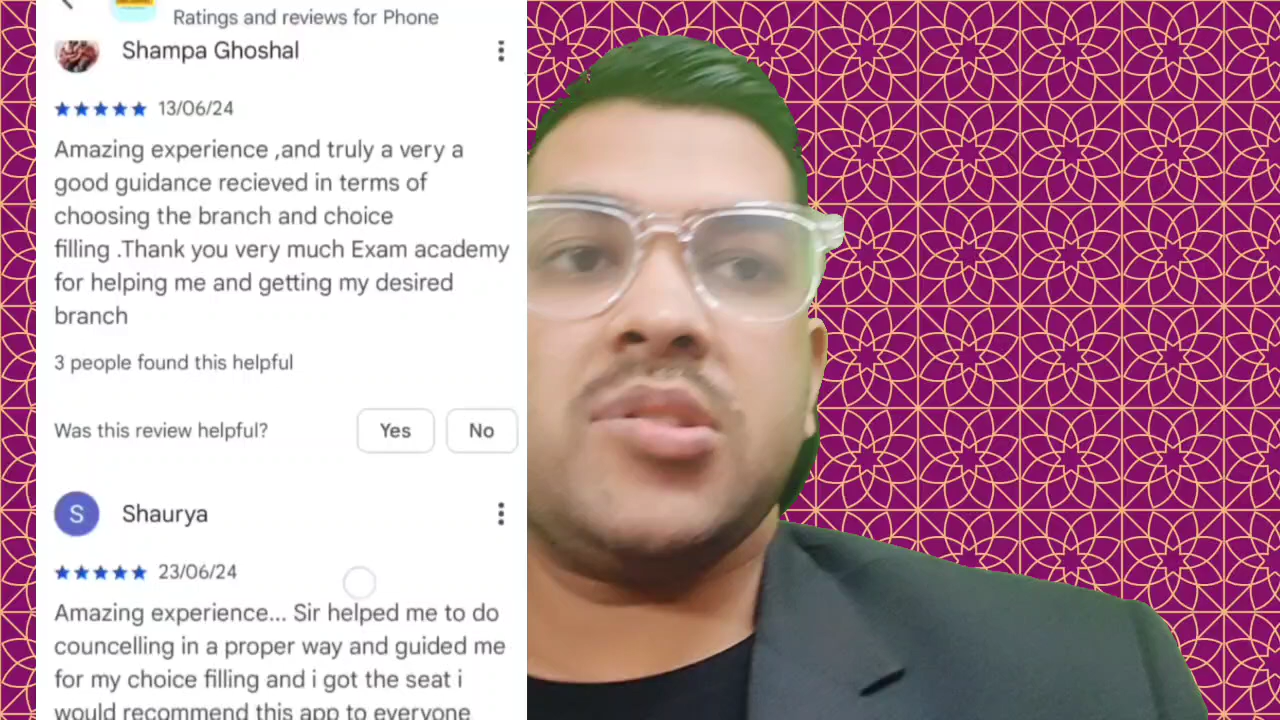 Ratings and reviews for Phone
Shampa Ghoshal
13/06/24
Amazing experience ,and truly a very a
good guidance recieved in terms of
choosing the branch and choice
filling .Thank you very much Exam academy
for helping me and getting my desired
branch
3 people found this helpful
Was this review helpful?
Yes
No
S
Shaurya
23/06/24
Amazing experience... Sir helped me to do
councelling in a proper way and guided me
for my choice filling and i got the seat i
would recommend this app to everyone